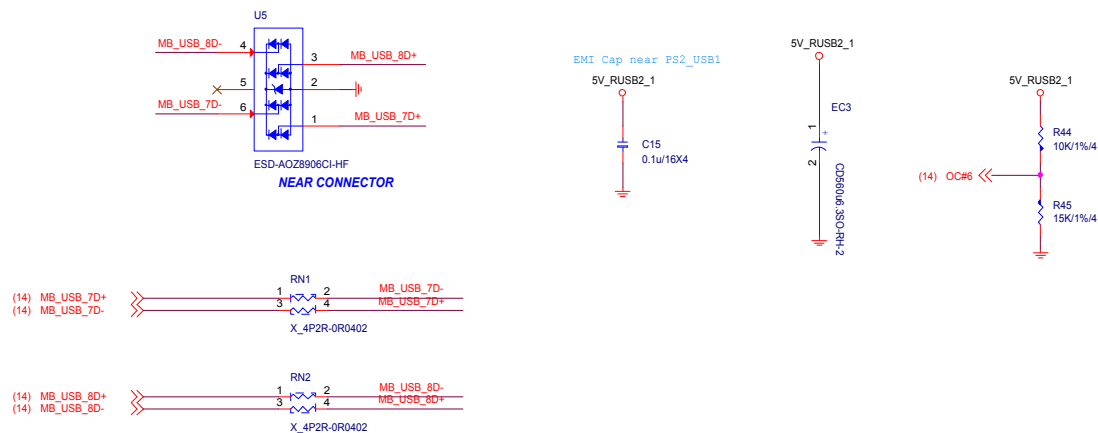 U5
MB_USB_8D-
4
3
MB_USB_8D+
5
2
MB_USB_7D-
6
1
MB_USB_7D+
ESD-AOZ8906CI-HF
NEAR CONNECTOR
EMI Cap near PS2_USB1
5V_RUSB2_1
C15
0.1u/16X4
5V_RUSB2_1
EC3
1
+
2
CD560u6.3SO-RH-2
5V_RUSB2_1
R44
10K/1%/4
(14) OC#6
R45
15K/1%/4
RN1
(14) MB_USB_7D+
1
2
MB_USB_7D-
(14) MB_USB_7D-
3
4
MB_USB_7D+
X_4P2R-0R0402
RN2
(14) MB_USB_8D+
1
2
MB_USB_8D-
(14) MB_USB_8D-
3
4
MB_USB_8D+
X_4P2R-0R0402